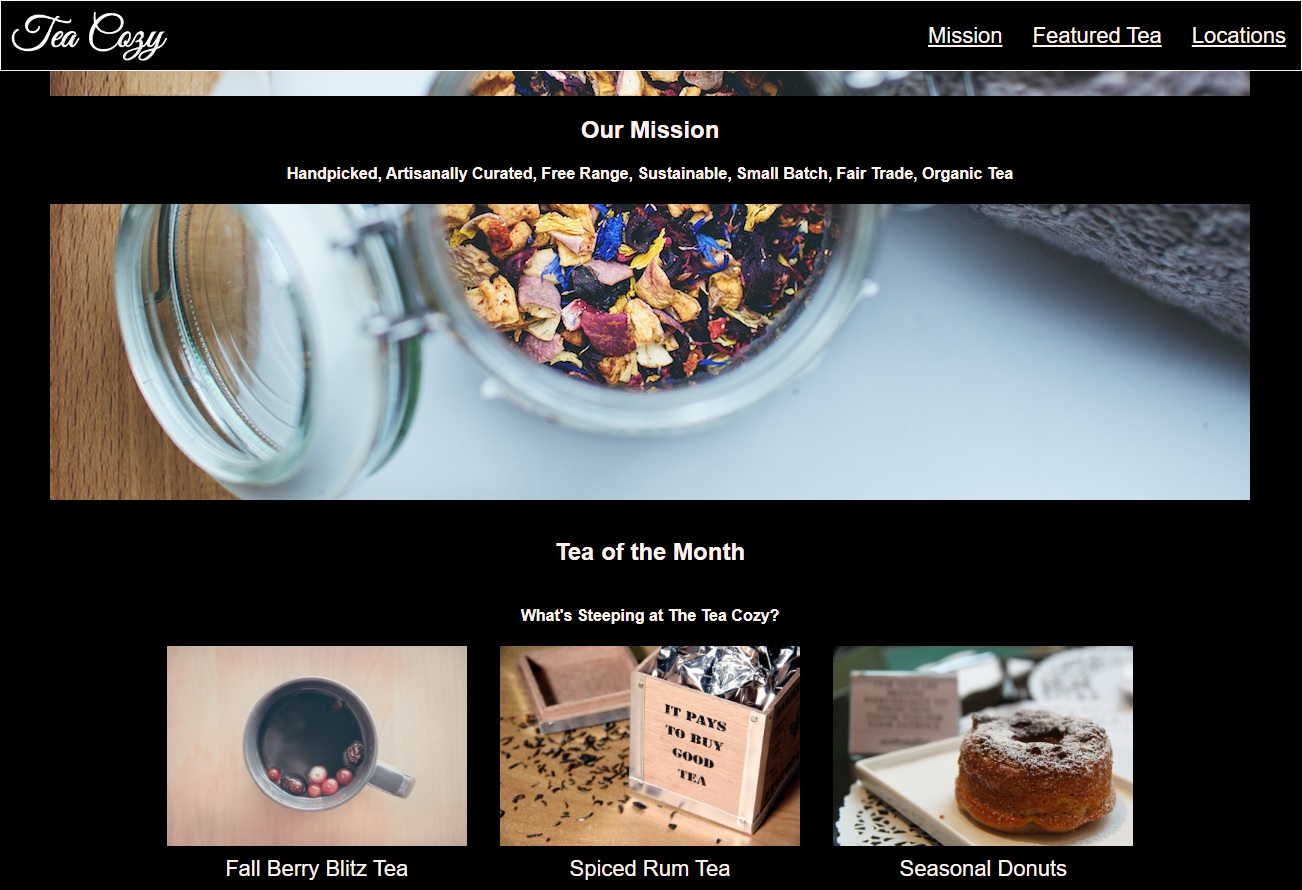 Tea Cozy
Mission
Featured Tea
Locations
Our Mission
Handpicked, Artisanally Curated, Free Range, Sustainable, Small Batch, Fair Trade, Organic Tea
Tea of the Month
What's Steeping at The Tea Cozy?
IT PAYS
TO BUY
GOOD
TEA
Fall Berry Blitz Tea
Spiced Rum Tea
Seasonal Donuts